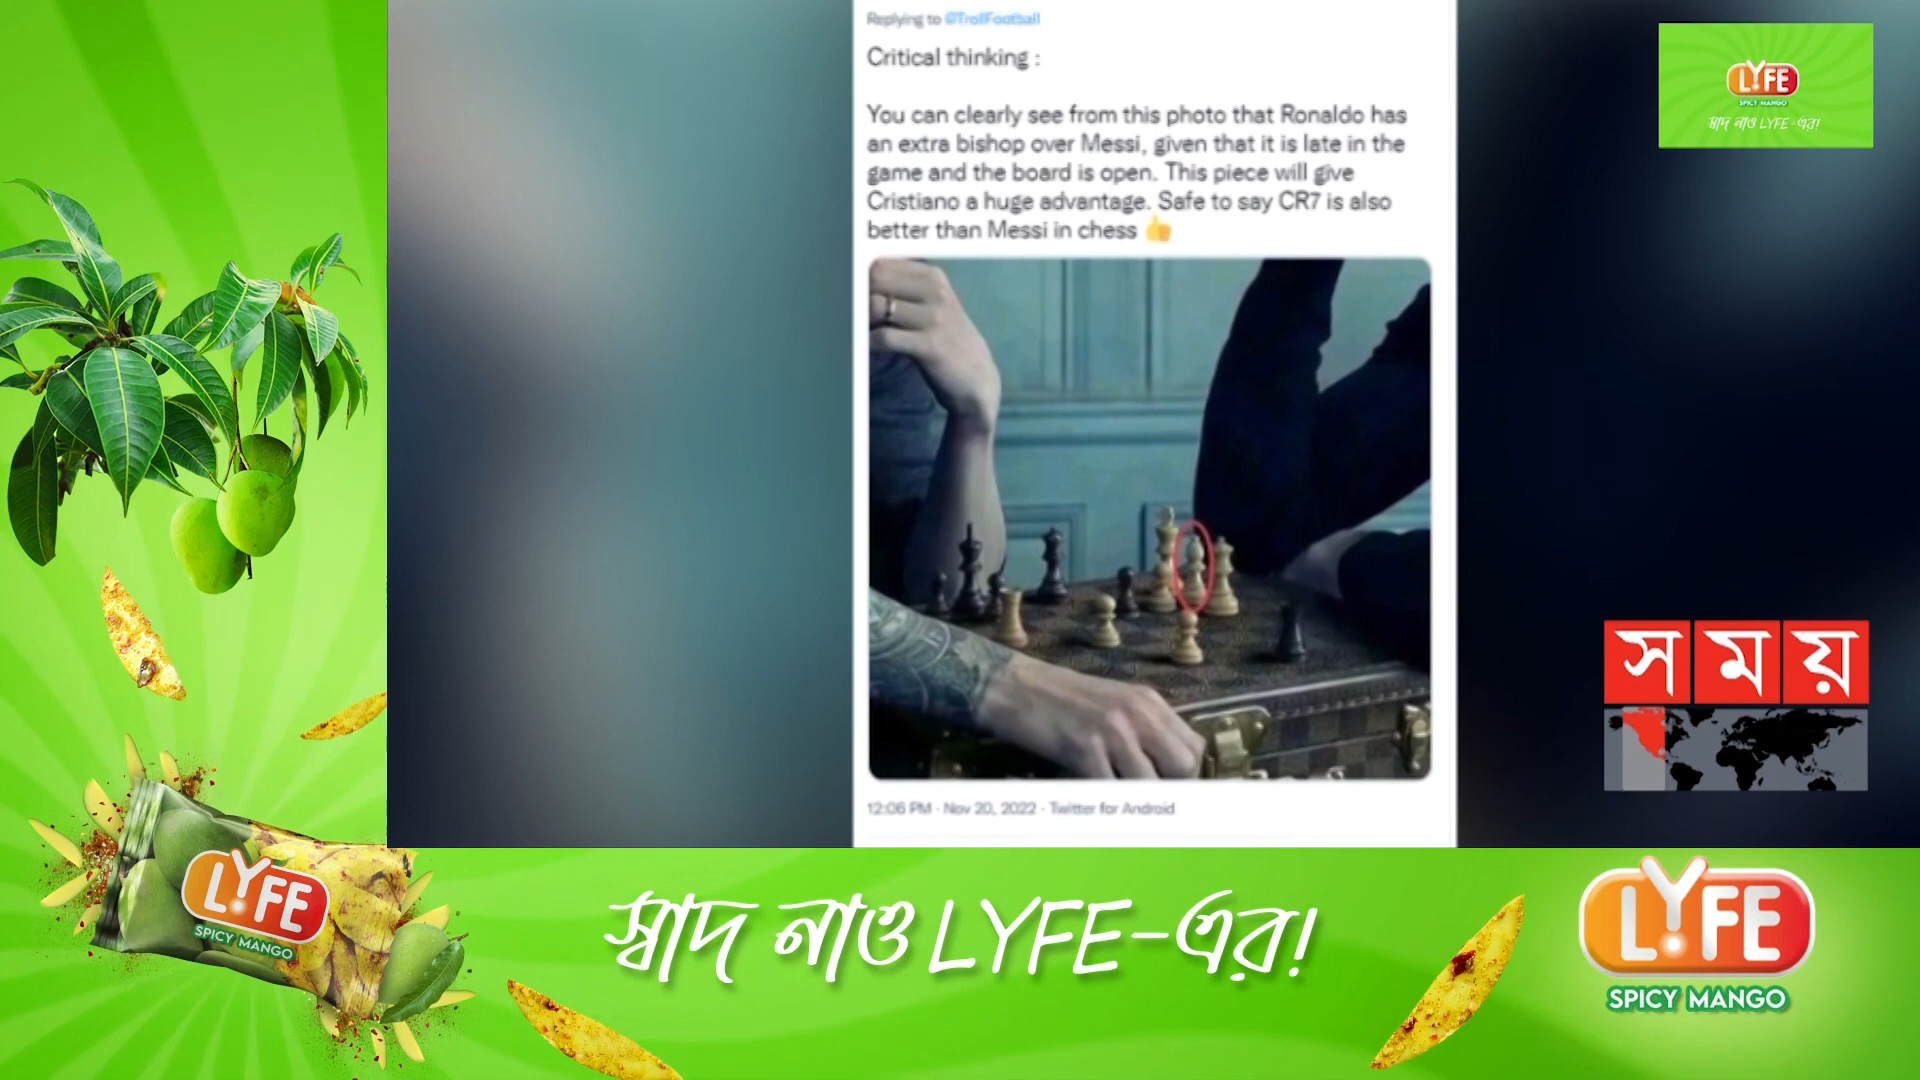 Replying to @TrollFootball
Critical thinking :
You can clearly see from this photo that Ronaldo has
an extra bishop over Messi, given that it is late in the
game and the board is open. This piece will give
Cristiano a huge advantage. Safe to say CR7 is also
better than Messi in chess 👍
12:06 PM · Nov 20, 2022 · Twitter for Android
LYFE
SPICY MANGO
স্বাদ নাও LYFE-এর!
সময়
LYFE
SPICY MANGO
স্বাদ নাও LYFE-এর!
LYFE
SPICY MANGO